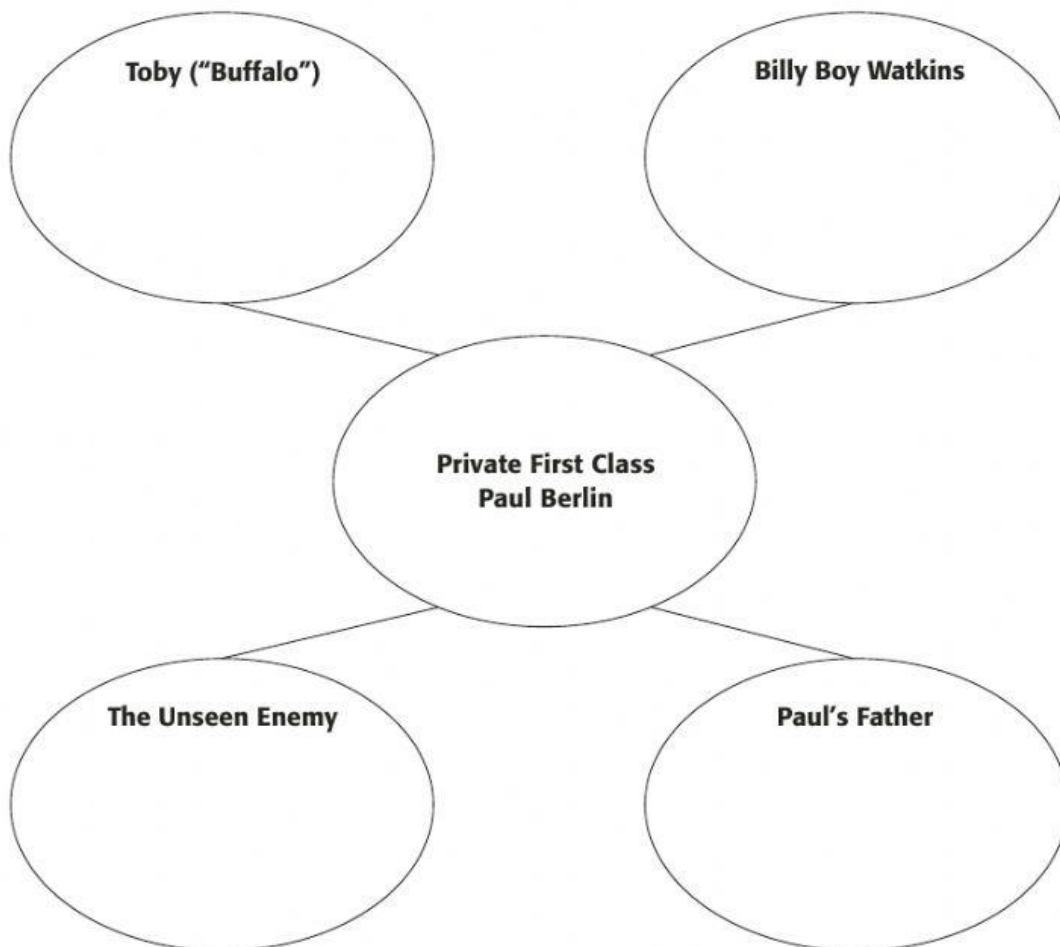 Toby (“Buffalo”)
Billy Boy Watkins
Private First Class
Paul Berlin
The Unseen Enemy
Paul’s Father